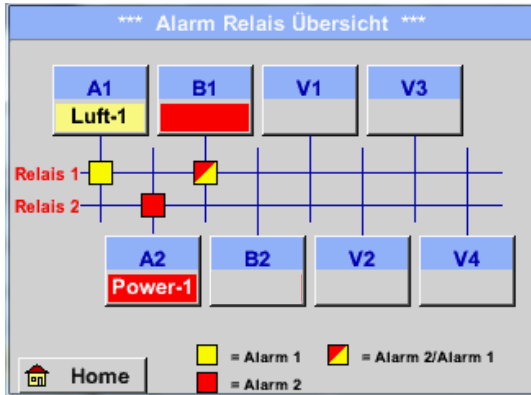 *** Alarm Relais Übersicht ***
A1 B1 V1 V3
Luft-1
Relais 1
Relais 2
A2 B2 V2 V4
Power-1
= Alarm 1 = Alarm 2/Alarm 1
Home
= Alarm 2